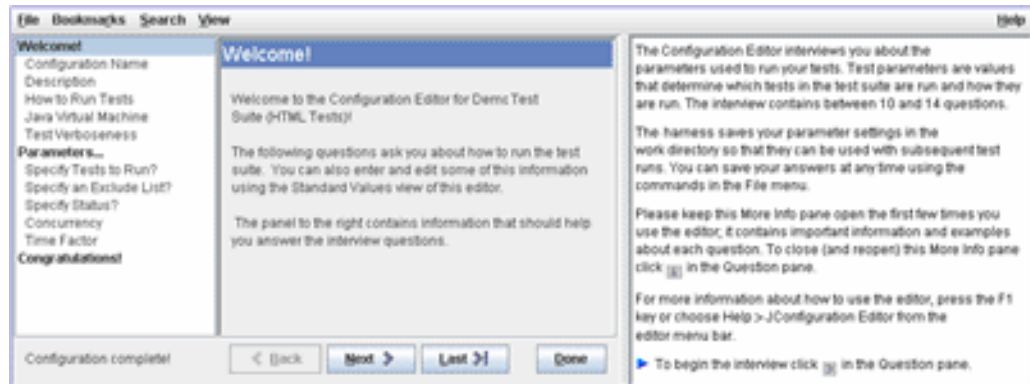 File Bookmarks Search View Help
Welcome!
Configuration Name
Description
How to Run Tests
Java Virtual Machine
Test Verboseness
Parameters...
Specify Tests to Run?
Specify an Exclude List?
Specify Status?
Concurrency
Time Factor
Congratulations!
Configuration complete!
Welcome!
Welcome to the Configuration Editor for Demo Test
Suite (HTML Tests)!
The following questions ask you about how to run the test
suite. You can also enter and edit some of this information
using the Standard Values view of this editor.
The panel to the right contains information that should help
you answer the interview questions.
Back Next Last Done
The Configuration Editor interviews you about the
parameters used to run your tests. Test parameters are values
that determine which tests in the test suite are run and how they
are run. The interview contains between 10 and 14 questions.
The harness saves your parameter settings in the
work directory so that they can be used with subsequent test
runs. You can save your answers at any time using the
commands in the File menu.
Please keep this More Info pane open the first few times you
use the editor; it contains important information and examples
about each question. To close (and reopen) this More Info pane
click in the Question pane.
For more information about how to use the editor, press the F1
key or choose Help > JConfiguration Editor from the
editor menu bar.
To begin the interview click in the Question pane.